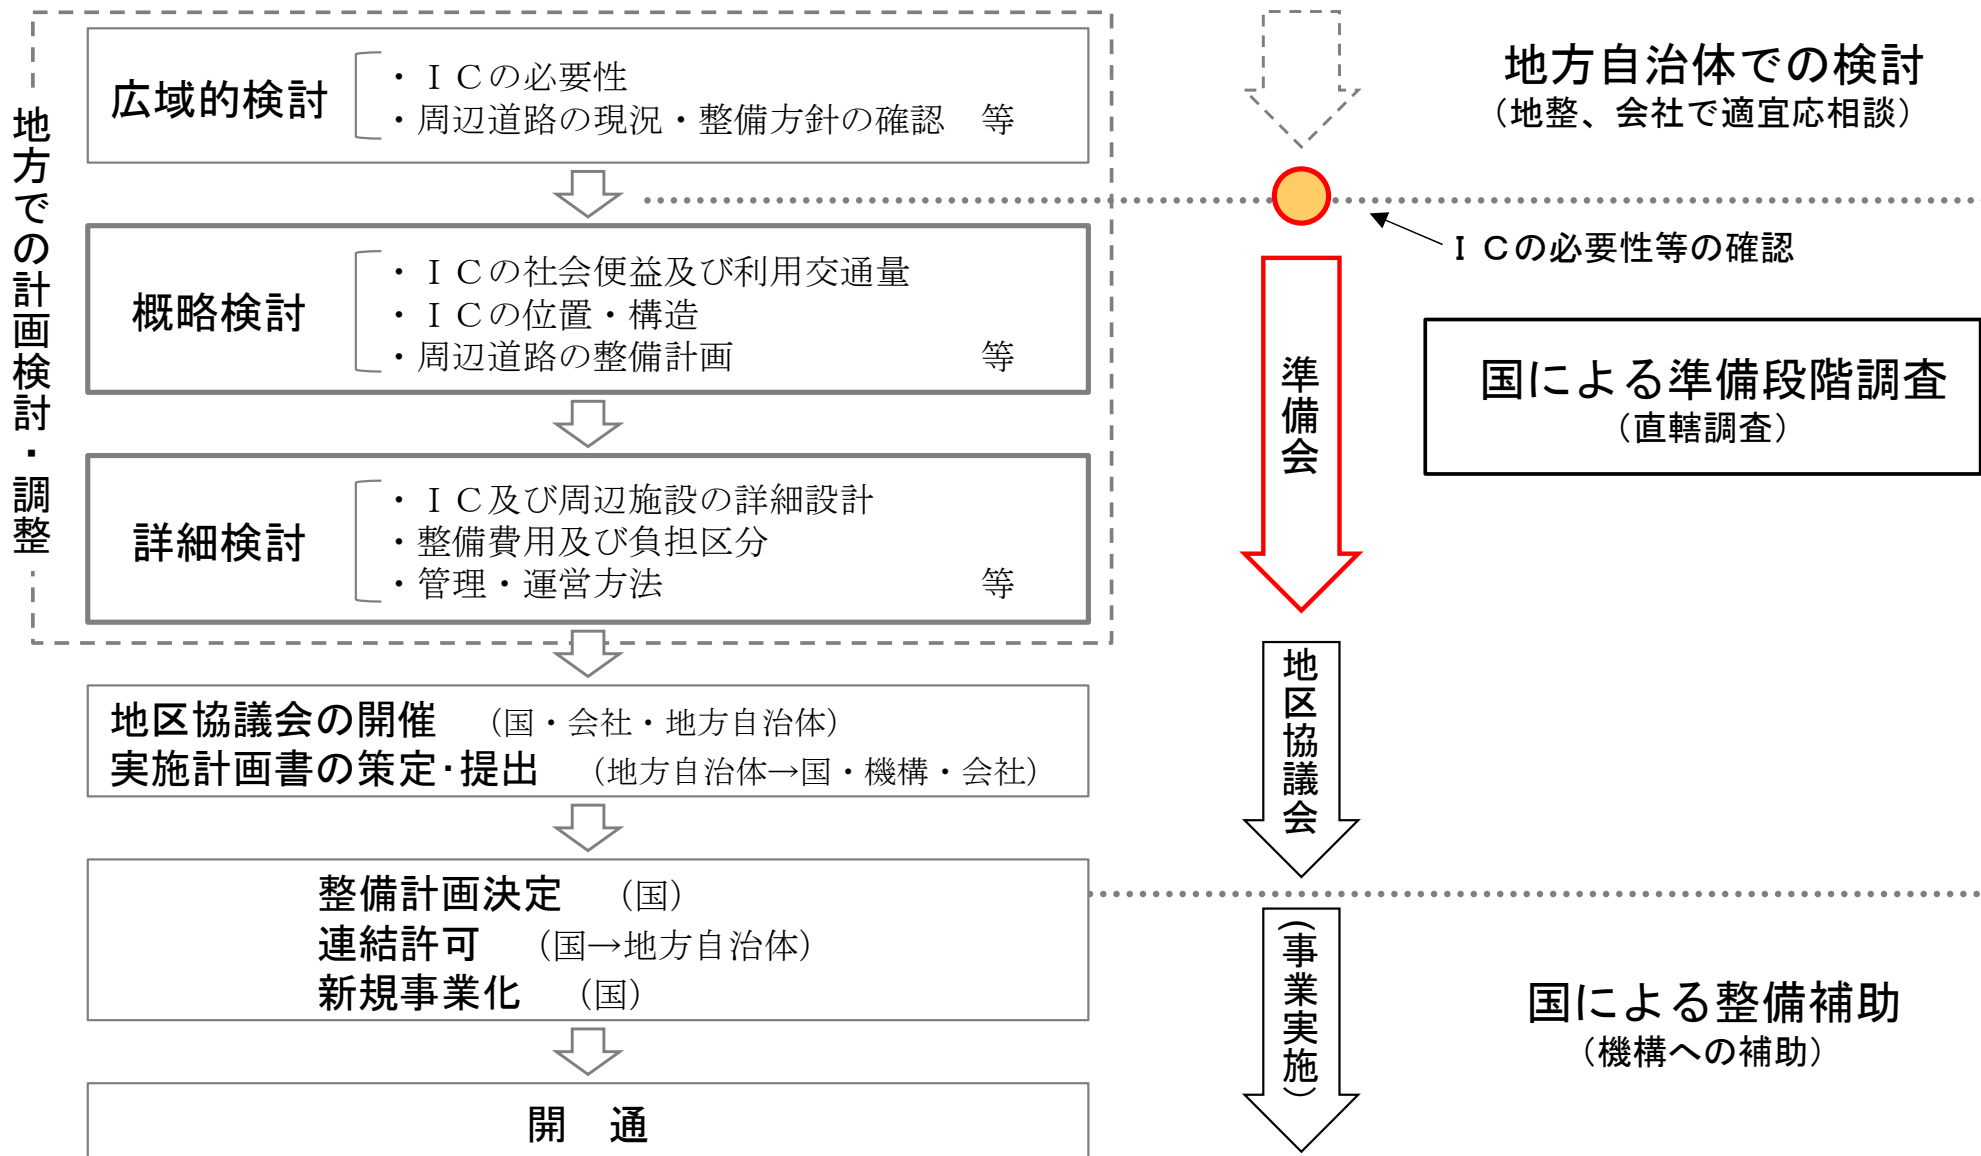 地方での計画検討・調整
広域的検討
・ＩＣの必要性
・周辺道路の現況・整備方針の確認　等
概略検討
・ＩＣの社会便益及び利用交通量
・ＩＣの位置・構造
・周辺道路の整備計画　等
詳細検討
・ＩＣ及び周辺施設の詳細設計
・整備費用及び負担区分
・管理・運営方法　等
地区協議会の開催　（国・会社・地方自治体）
実施計画書の策定・提出　（地方自治体→国・機構・会社）
整備計画決定　（国）
連結許可　（国→地方自治体）
新規事業化　（国）
開　通
準備会
地区協議会
（事業実施）
地方自治体での検討
（地整、会社で適宜応相談）
ＩＣの必要性等の確認
国による準備段階調査
（直轄調査）
国による整備補助
（機構への補助）